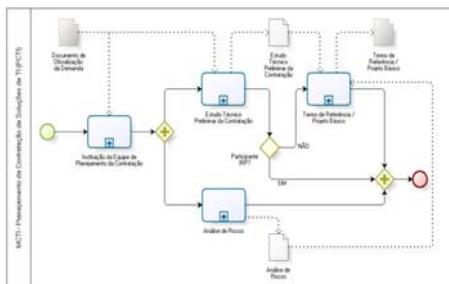 MCTI - Planejamento da Contratação de Soluções de TI (PCTI)
Documento de
Oficialização
da Demanda
Instituição da Equipe de
Planejamento da Contratação
Estudo Técnico
Preliminar da Contratação
Estudo
Técnico
Preliminar da
Contratação
Participante
IRP?
NÃO
SIM
Termo de Referência /
Projeto Básico
Termo de
Referência /
Projeto Básico
Análise de Riscos
Análise de
Riscos